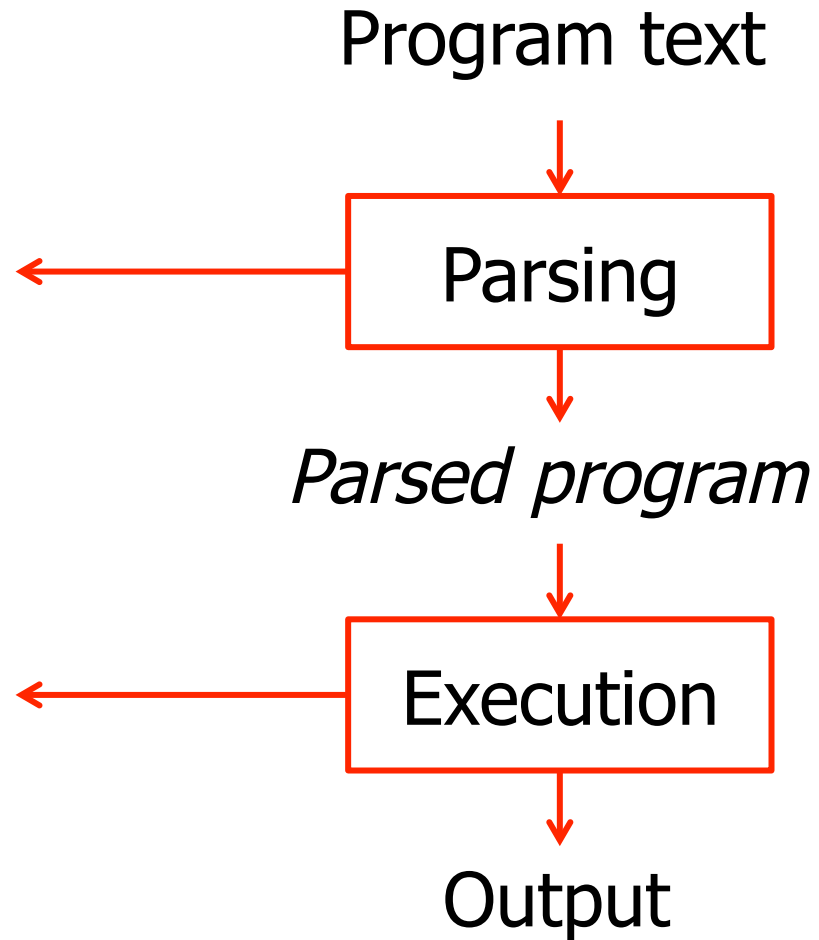 Program text
Parsing
Parsed program
Execution
Output